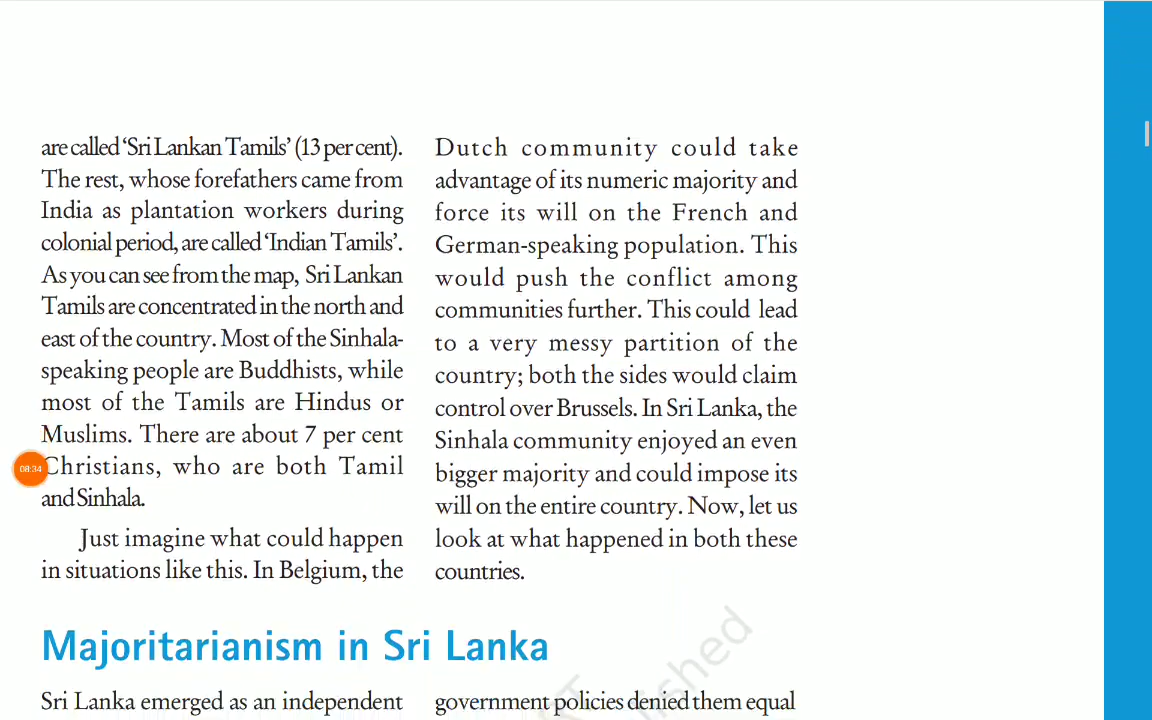 are called ‘Sri Lankan Tamils’ (13 per cent).
The rest, whose forefathers came from
India as plantation workers during
colonial period, are called ‘Indian Tamils’.
As you can see from the map, Sri Lankan
Tamils are concentrated in the north and
east of the country. Most of the Sinhala-
speaking people are Buddhists, while
most of the Tamils are Hindus or
Muslims. There are about 7 per cent
Christians, who are both Tamil
and Sinhala.
Just imagine what could happen
in situations like this. In Belgium, the
Dutch community could take
advantage of its numeric majority and
force its will on the French and
German-speaking population. This
would push the conflict among
communities further. This could lead
to a very messy partition of the
country; both the sides would claim
control over Brussels. In Sri Lanka, the
Sinhala community enjoyed an even
bigger majority and could impose its
will on the entire country. Now, let us
look at what happened in both these
countries.
08:34
Majoritarianism in Sri Lanka
Sri Lanka emerged as an independent
government policies denied them equal